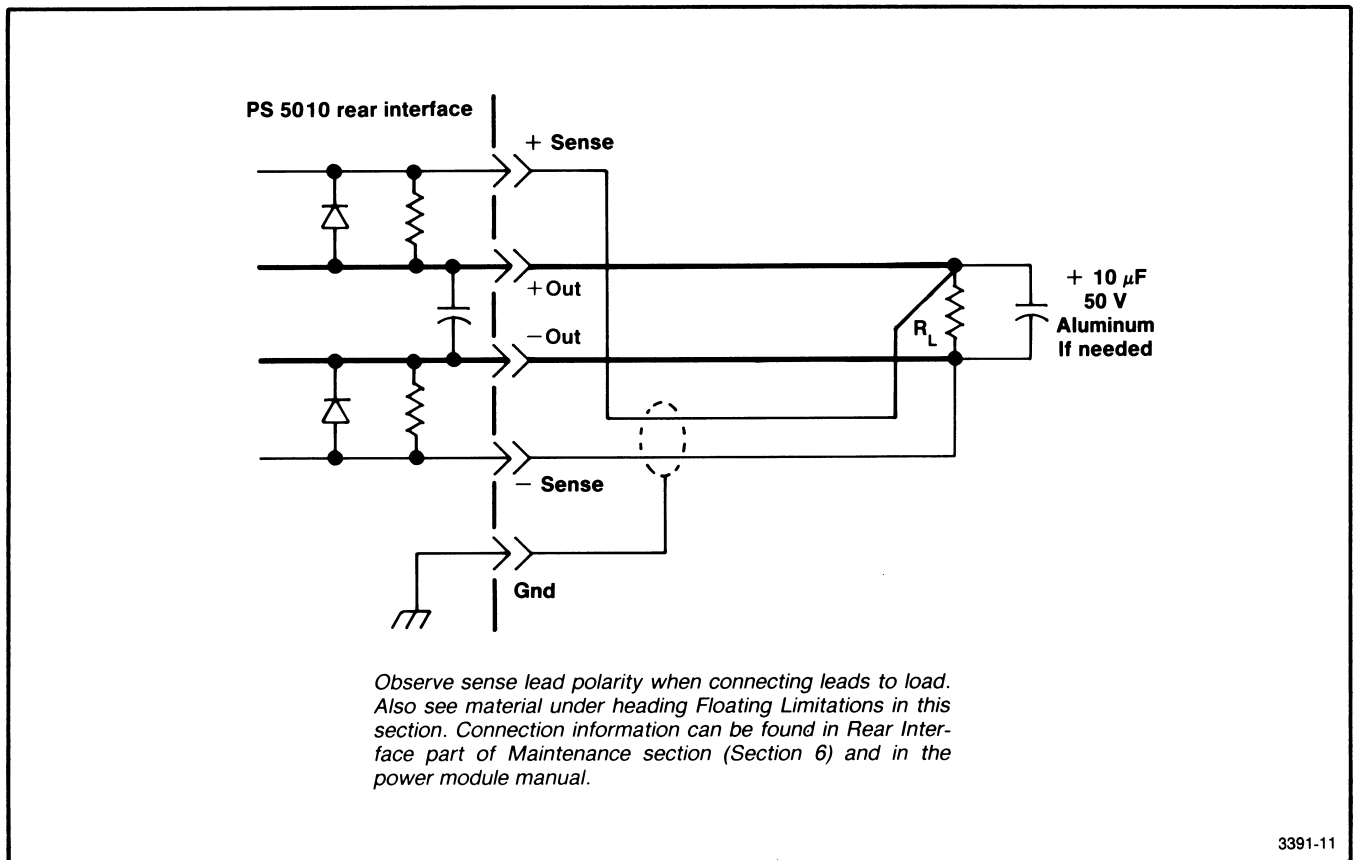 PS 5010 rear interface
+ Sense
+Out
−Out
− Sense
Gnd
R_L
+ 10 μF
50 V
Aluminum
If needed
Observe sense lead polarity when connecting leads to load.
Also see material under heading Floating Limitations in this
section. Connection information can be found in Rear Inter-
face part of Maintenance section (Section 6) and in the
power module manual.
3391-11